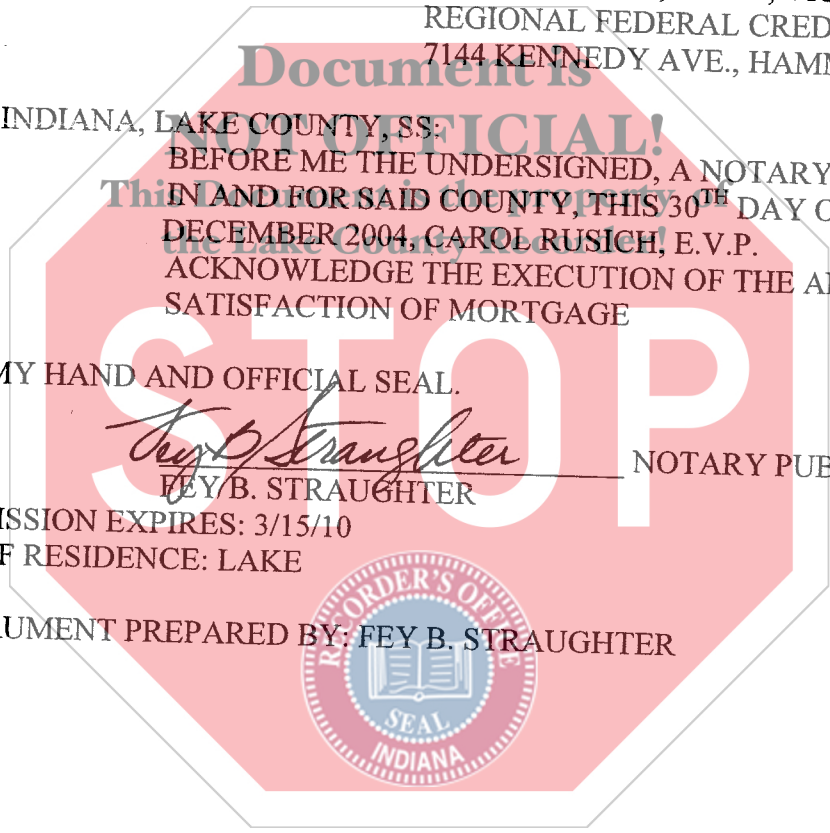 REGIONAL FEDERAL CRED
7144 KENNEDY AVE., HAMM
Document is
INDIANA, LAKE COUNTY, SS:
NOT OFFICIAL!
BEFORE ME THE UNDERSIGNED, A NOTARY
This Document is the property of
IN AND FOR SAID COUNTY, THIS 30TH DAY O
the Lake County Recorder!
DECEMBER 2004, CAROL RUSICH, E.V.P.
ACKNOWLEDGE THE EXECUTION OF THE A
SATISFACTION OF MORTGAGE
STOP
MY HAND AND OFFICIAL SEAL.
Fey B Straughter
NOTARY PUB
FEY B. STRAUGHTER
ISSION EXPIRES: 3/15/10
F RESIDENCE: LAKE
UMENT PREPARED BY: FEY B. STRAUGHTER
RECORDER'S OFFICE
SEAL
INDIANA